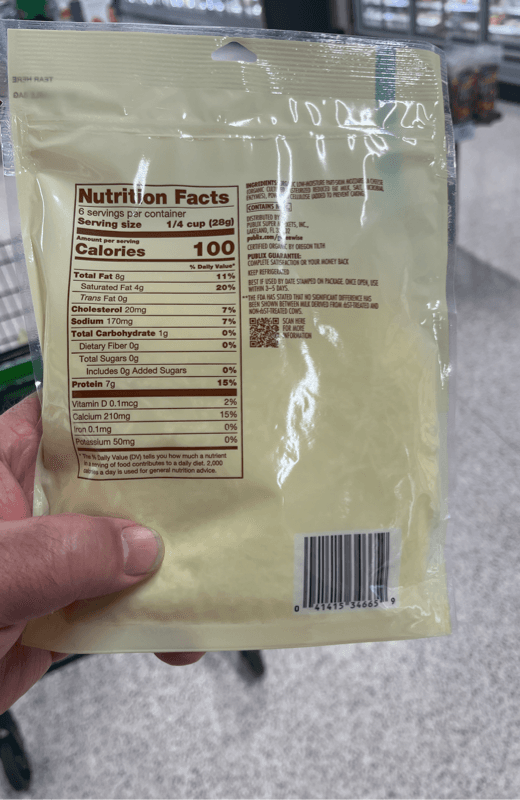 Nutrition Facts
6 servings per container
Serving size 1/4 cup (28g)
Amount per serving
Calories 100
% Daily Value*
Total Fat 8g 11%
Saturated Fat 4g 20%
Trans Fat 0g
Cholesterol 20mg 7%
Sodium 170mg 7%
Total Carbohydrate 1g 0%
Dietary Fiber 0g 0%
Total Sugars 0g
Includes 0g Added Sugars 0%
Protein 7g 15%
Vitamin D 0.1mcg 2%
Calcium 210mg 15%
Iron 0.1mg 0%
Potassium 50mg 0%
*The % Daily Value (DV) tells you how much a nutrient
in a serving of food contributes to a daily diet. 2,000
calories a day is used for general nutrition advice.
INGREDIENTS: LOW-MOISTURE PART-SKIM MOZZARELLA CHEESE
CONTAINS
DISTRIBUTED BY
PUBLIX SUPER MARKETS, INC.,
LAKELAND, FL
CERTIFIED ORGANIC BY OREGON TILTH
PUBLIX GUARANTEE:
COMPLETE SATISFACTION OR YOUR MONEY BACK
KEEP REFRIGERATED
BEST IF USED BY DATE STAMPED ON PACKAGE. ONCE OPEN, USE
WITHIN 3-5 DAYS.
**THE FDA HAS STATED THAT NO SIGNIFICANT DIFFERENCE HAS
BEEN SHOWN BETWEEN MILK DERIVED FROM rbST-TREATED AND
NON-rbST-TREATED COWS.
SCAN HERE
FOR MORE
INFORMATION
0 41415 34665 9